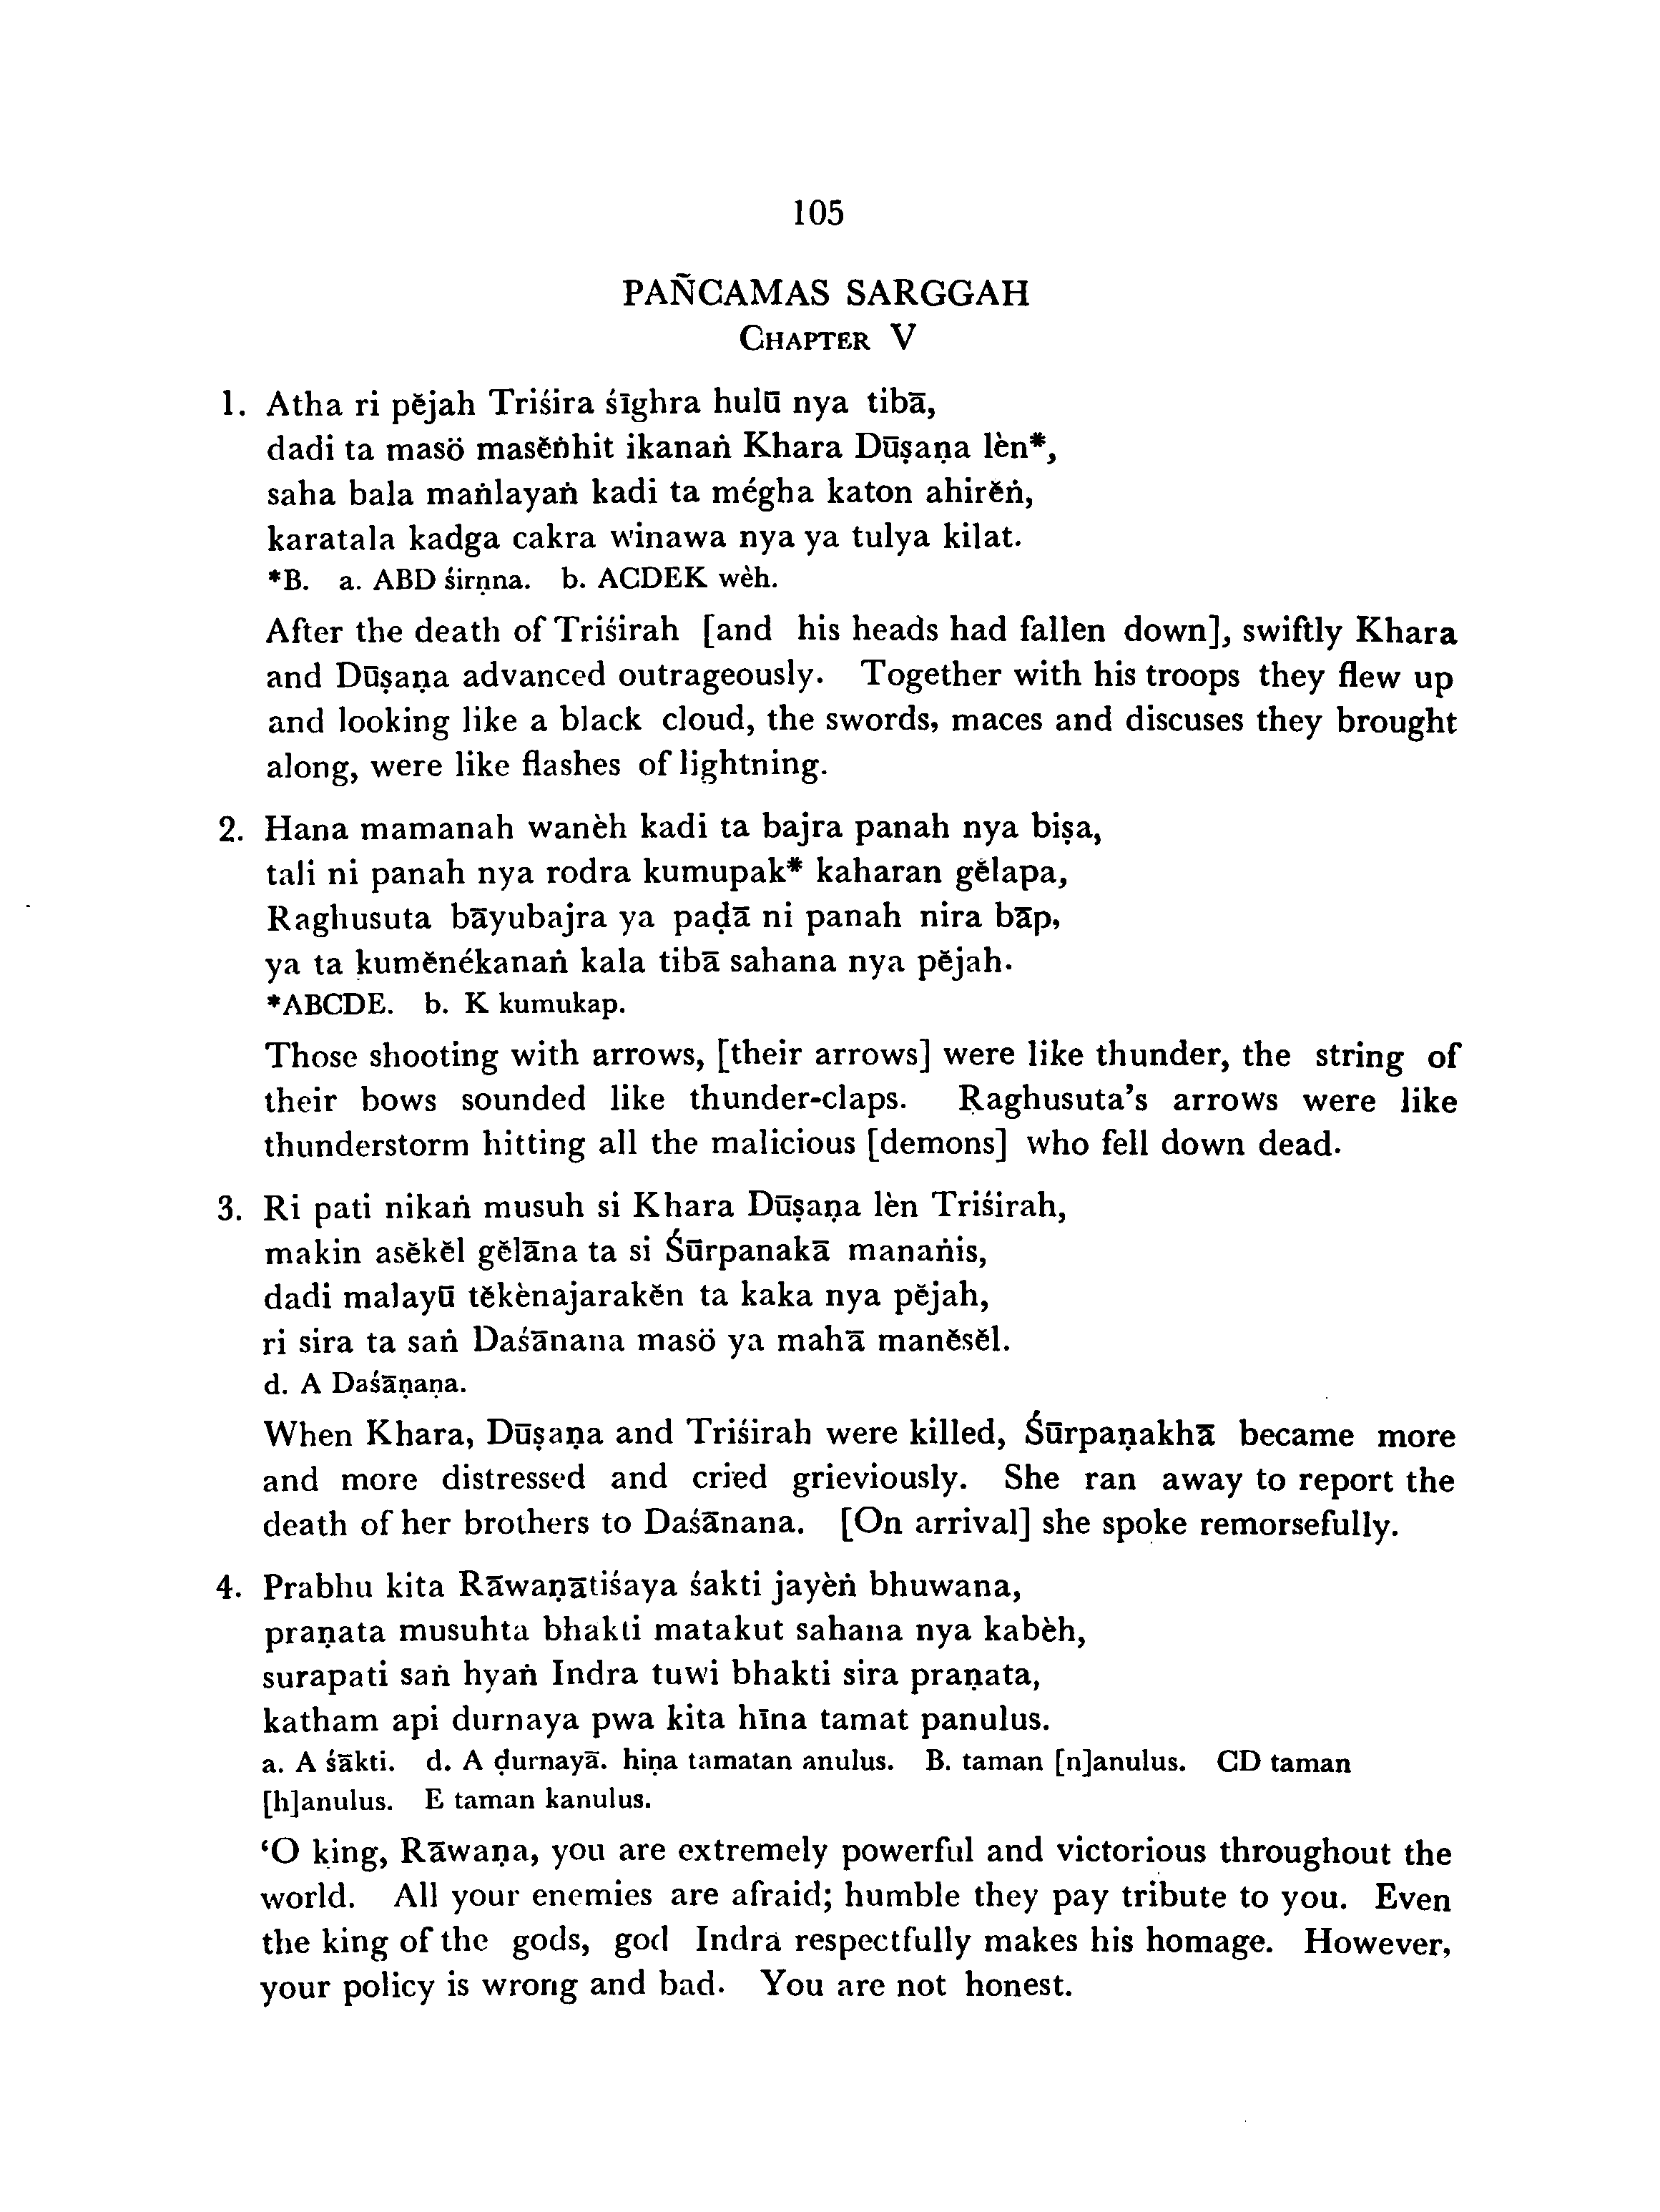 105
PAÑCAMAS SARGGAH
CHAPTER V
1. Atha ri pĕjah Triśira śīghra hulū nya tibā,
dadi ta masö masĕṅhit ikanaṅ Khara Dūṣaṇa lèn*,
saha bala maṅlayaṅ kadi ta mégha katon ahirĕṅ,
karatala kadga cakra winawa nya ya tulya kilat.
*B. a. ABD śirṇna. b. ACDEK wèh.
After the death of Triśirah [and his heads had fallen down], swiftly Khara
and Dūṣaṇa advanced outrageously. Together with his troops they flew up
and looking like a black cloud, the swords, maces and discuses they brought
along, were like flashes of lightning.
2. Hana mamanah wanèh kadi ta bajra panah nya biṣa,
tali ni panah nya rodra kumupak* kaharan gĕlapa,
Raghusuta bāyubajra ya paḍā ni panah nira bāp,
ya ta kumĕnékanaṅ kala tibā sahana nya pĕjah.
*ABCDE. b. K kumukap.
Those shooting with arrows, [their arrows] were like thunder, the string of
their bows sounded like thunder-claps. Raghusuta's arrows were like
thunderstorm hitting all the malicious [demons] who fell down dead.
3. Ri pati nikaṅ musuh si Khara Dūṣaṇa lèn Triśirah,
makin asĕkĕl gĕlāna ta si Śūrpanakā manaṅis,
dadi malayū tĕkènajarakĕn ta kaka nya pĕjah,
ri sira ta saṅ Daśānana masö ya mahā manĕsĕl.
d. A Daśāṇaṇa.
When Khara, Dūṣaṇa and Triśirah were killed, Śūrpaṇakhā became more
and more distressed and cried grieviously. She ran away to report the
death of her brothers to Daśānana. [On arrival] she spoke remorsefully.
4. Prabhu kita Rāwaṇātiśaya śakti jayèṅ bhuwana,
praṇata musuhta bhakti matakut sahana nya kabèh,
surapati saṅ hyaṅ Indra tuwi bhakti sira praṇata,
katham api durnaya pwa kita hīna tamat panulus.
a. A śākti. d. A ḍurnayā. hiṇa tamatan anulus. B. taman [n]anulus. CD taman
[h]anulus. E taman kanulus.
‘O king, Rāwaṇa, you are extremely powerful and victorious throughout the
world. All your enemies are afraid; humble they pay tribute to you. Even
the king of the gods, god Indra respectfully makes his homage. However,
your policy is wrong and bad. You are not honest.